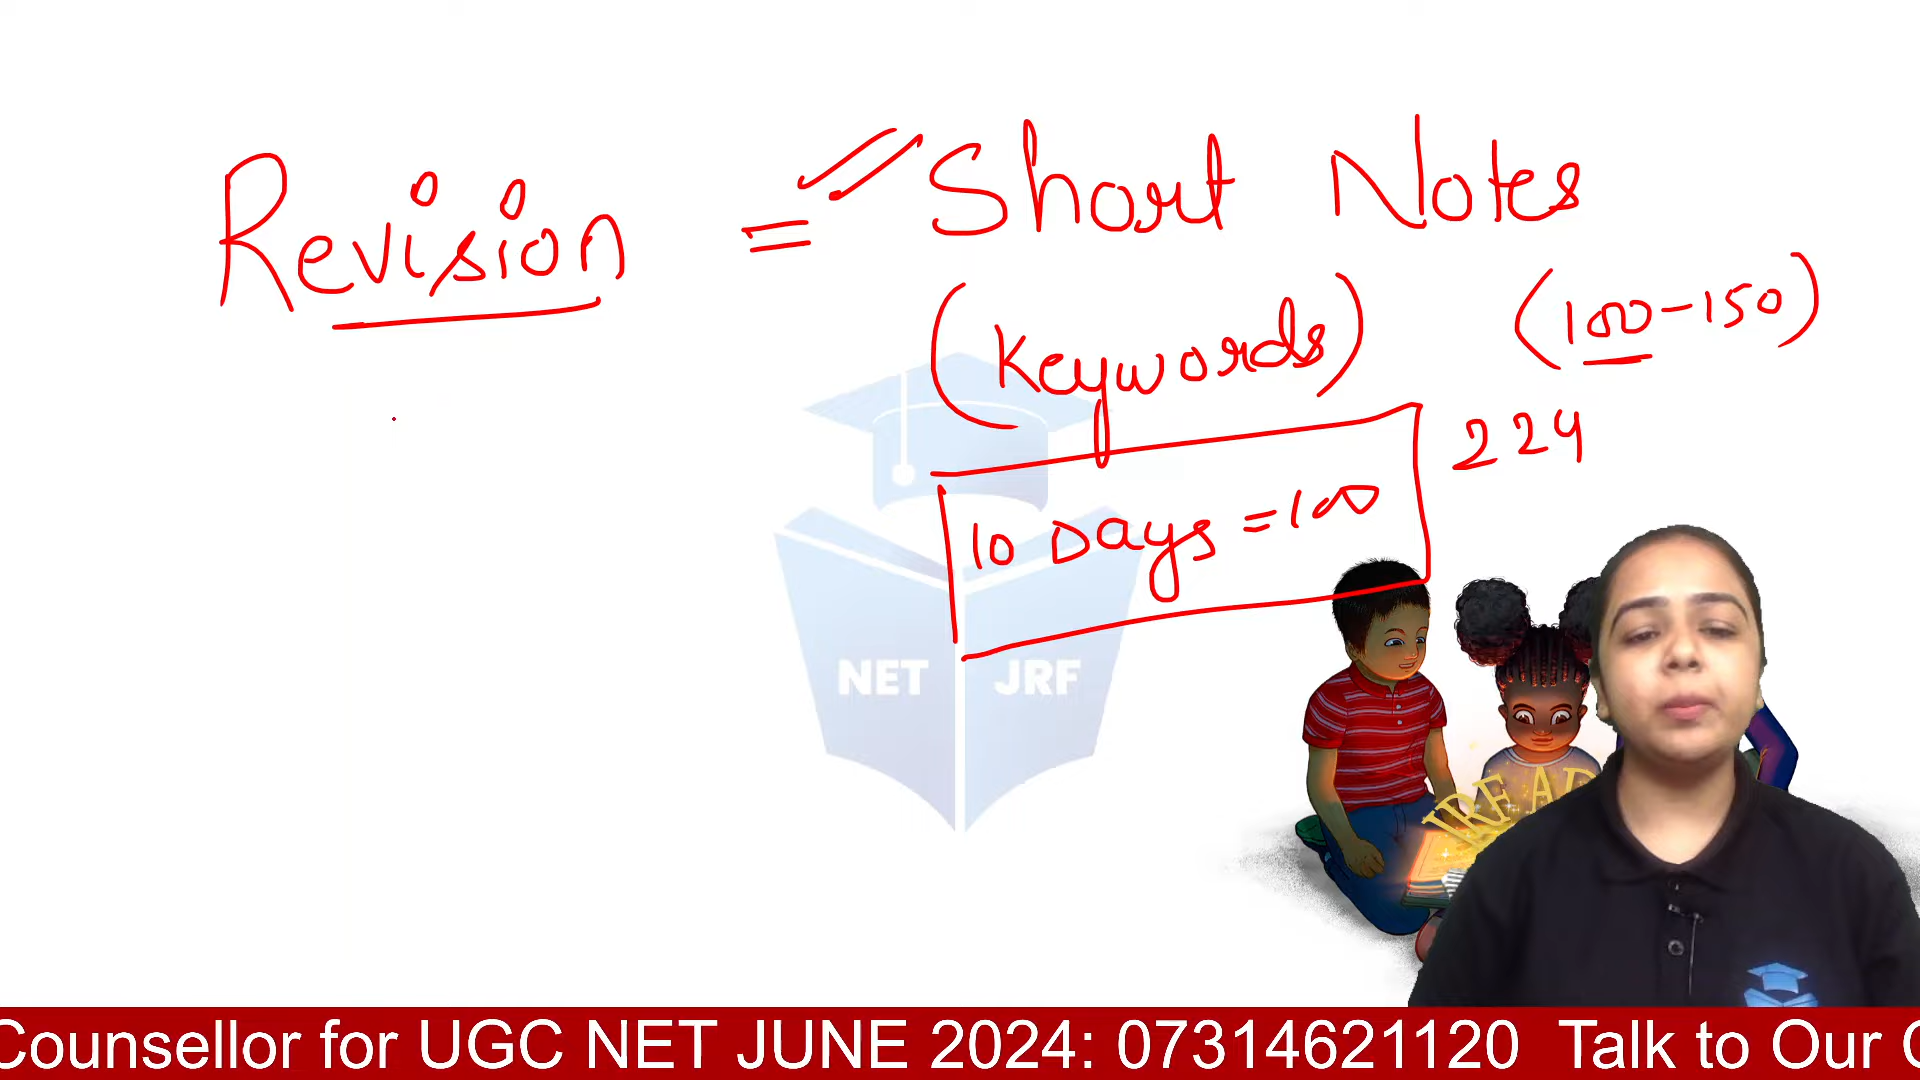 Revision = Short Notes
(Keywords) (100-150)
224
10 Days = 100
NET JRF
READ
Counsellor for UGC NET JUNE 2024: 07314621120 Talk to Our C